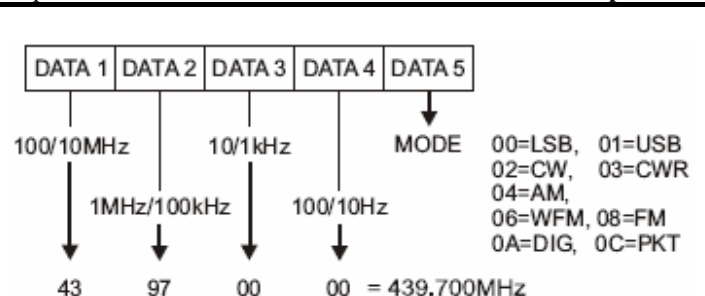 DATA 1 DATA 2 DATA 3 DATA 4 DATA 5
100/10MHz 10/1kHz MODE 00=LSB, 01=USB
02=CW, 03=CWR
04=AM,
1MHz/100kHz 100/10Hz 06=WFM, 08=FM
0A=DIG, 0C=PKT
43 97 00 00 = 439.700MHz